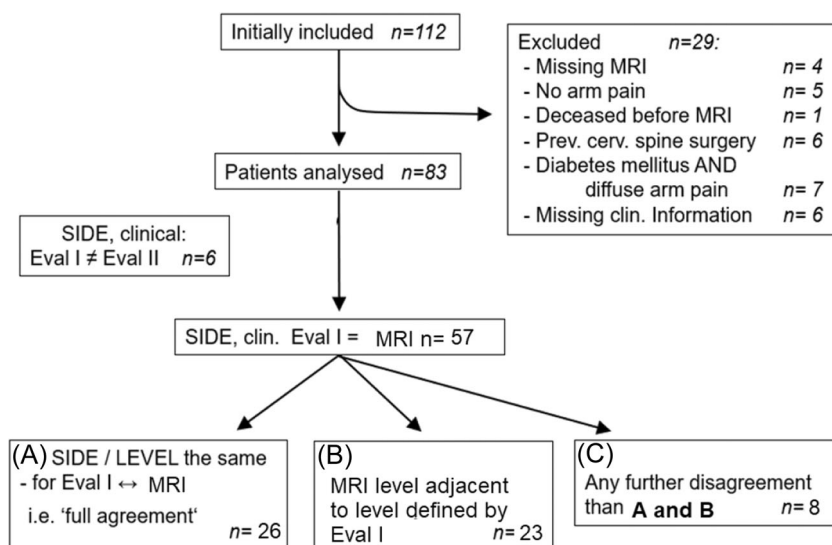 Initially included n=112
Excluded n=29:
- Missing MRI n= 4
- No arm pain n= 5
- Deceased before MRI n= 1
- Prev. cerv. spine surgery n= 6
- Diabetes mellitus AND
diffuse arm pain n= 7
- Missing clin. Information n= 6
Patients analysed n=83
SIDE, clinical:
Eval I ≠ Eval II n=6
SIDE, clin. Eval I = MRI n= 57
(A) SIDE / LEVEL the same
- for Eval I ↔ MRI
i.e. ‘full agreement‘
n= 26
(B)
MRI level adjacent
to level defined by
Eval I n= 23
(C)
Any further disagreement
than A and B n= 8